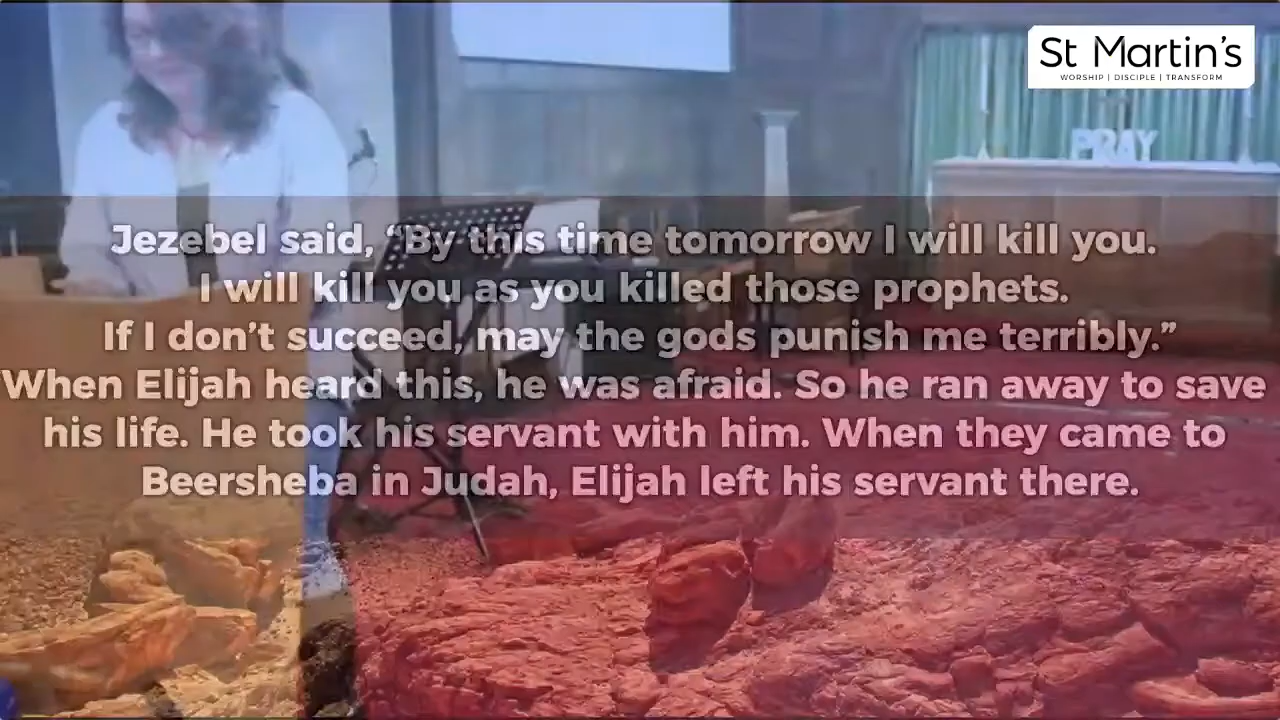 St Martin's
WORSHIP | DISCIPLE | TRANSFORM
PRAY
Jezebel said, “By this time tomorrow I will kill you.
I will kill you as you killed those prophets.
If I don’t succeed, may the gods punish me terribly.”
When Elijah heard this, he was afraid. So he ran away to save
his life. He took his servant with him. When they came to
Beersheba in Judah, Elijah left his servant there.